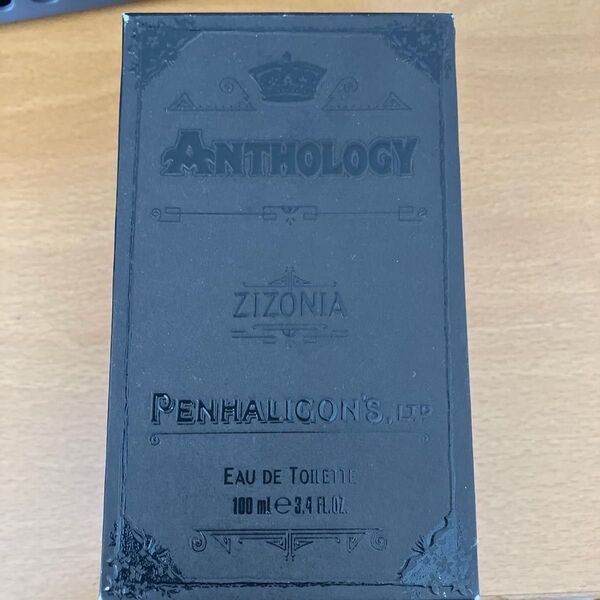 ANTHOLOGY
ZIZONIA
PENHALIGON'S, LTD
EAU DE TOILETTE
100 ml e 3.4 FL.OZ.